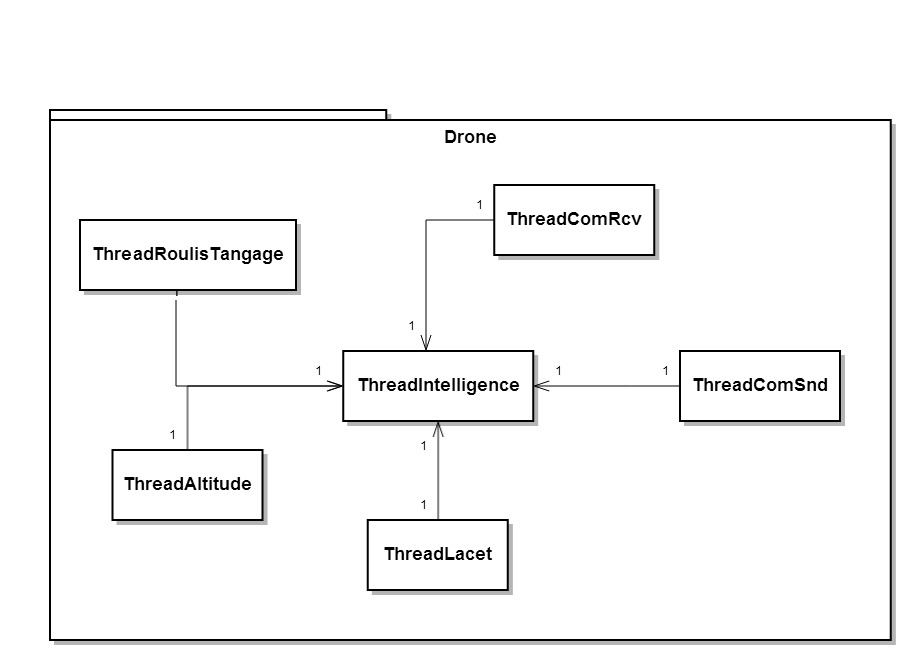 Drone
1
ThreadComRcv
ThreadRoulisTangage
1
1
1
1
ThreadIntelligence
ThreadComSnd
1
1
ThreadAltitude
1
ThreadLacet